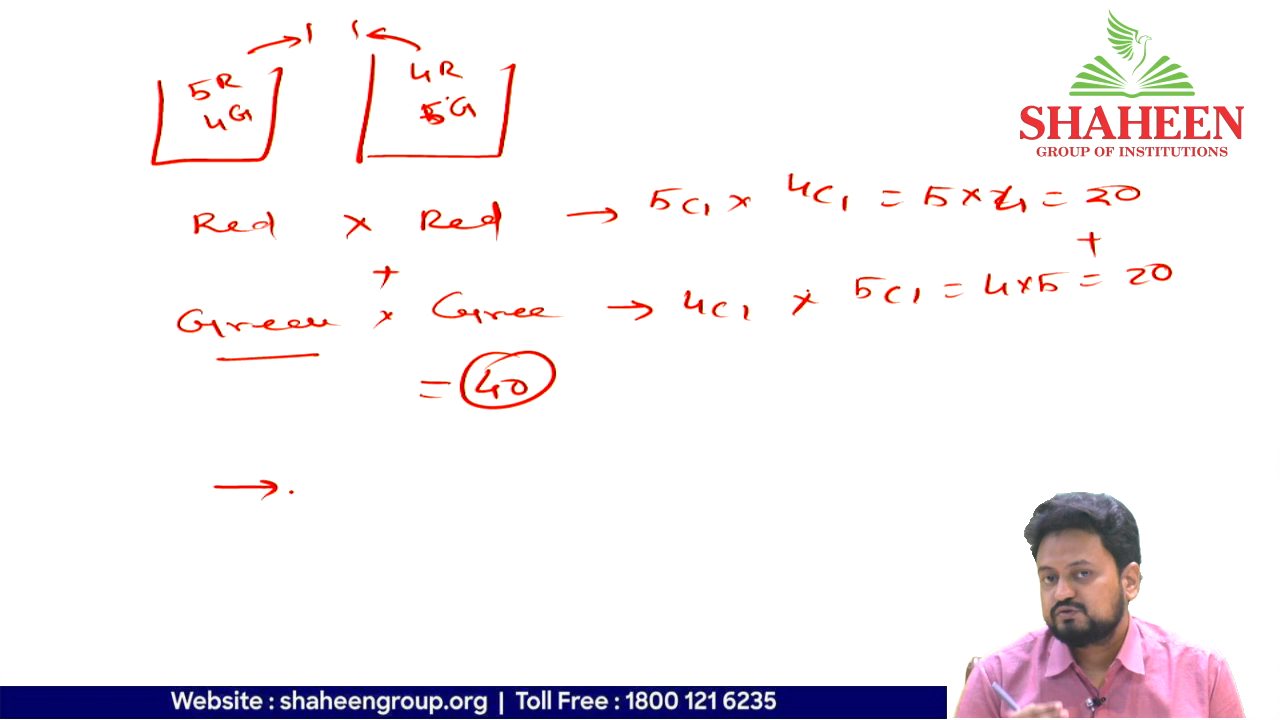 5R
4G
4R
5G
SHAHEEN
GROUP OF INSTITUTIONS
Red × Red → 5C1 × 4C1 = 5×4 = 20
+ +
Green × Gree → 4C1 × 5C1 = 4×5 = 20
= 40
→ .
Website : shaheengroup.org | Toll Free : 1800 121 6235